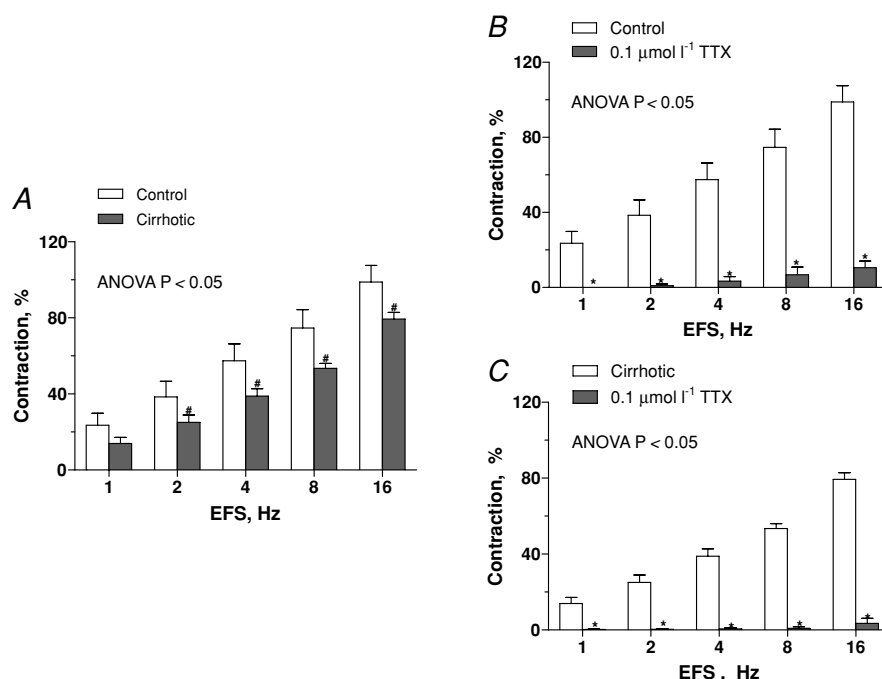 A
Control
Cirrhotic
120
80
40
0
Contraction, %
ANOVA P < 0.05
# # # #
1 2 4 8 16
EFS, Hz
B
Control
0.1 μmol l⁻¹ TTX
120
80
40
0
Contraction, %
ANOVA P < 0.05
* * * * *
1 2 4 8 16
EFS, Hz
C
Cirrhotic
0.1 μmol l⁻¹ TTX
120
80
40
0
Contraction, %
ANOVA P < 0.05
* * * * *
1 2 4 8 16
EFS , Hz